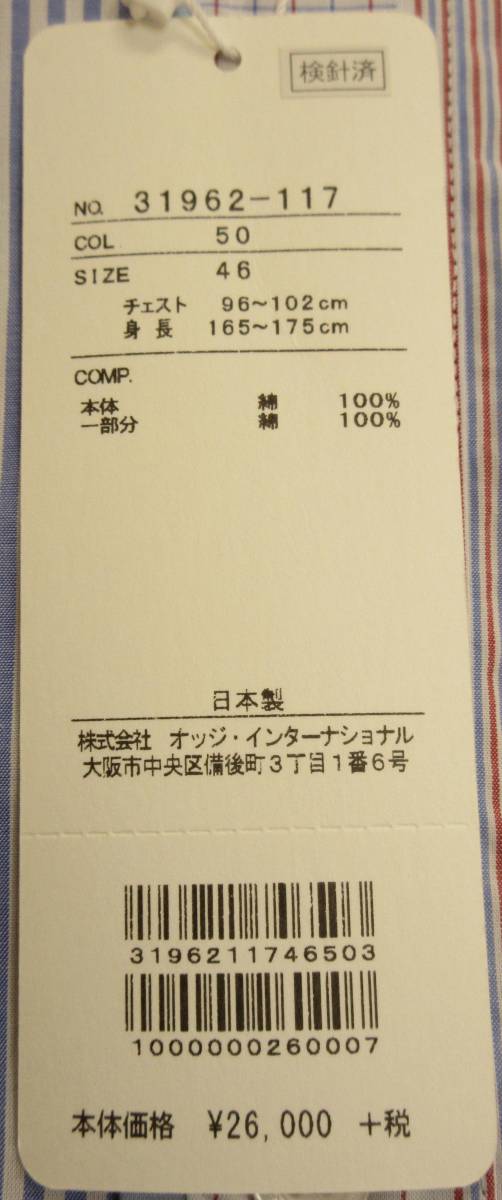 検針済
NO. 31962-117
COL 50
SIZE 46
チェスト 96~102cm
身長 165~175cm
COMP.
本体 綿 100%
一部分 綿 100%
日本製
株式会社 オッジ・インターナショナル
大阪市中央区備後町3丁目1番6号
3196211746503
1000000260007
本体価格 ¥26,000 +税